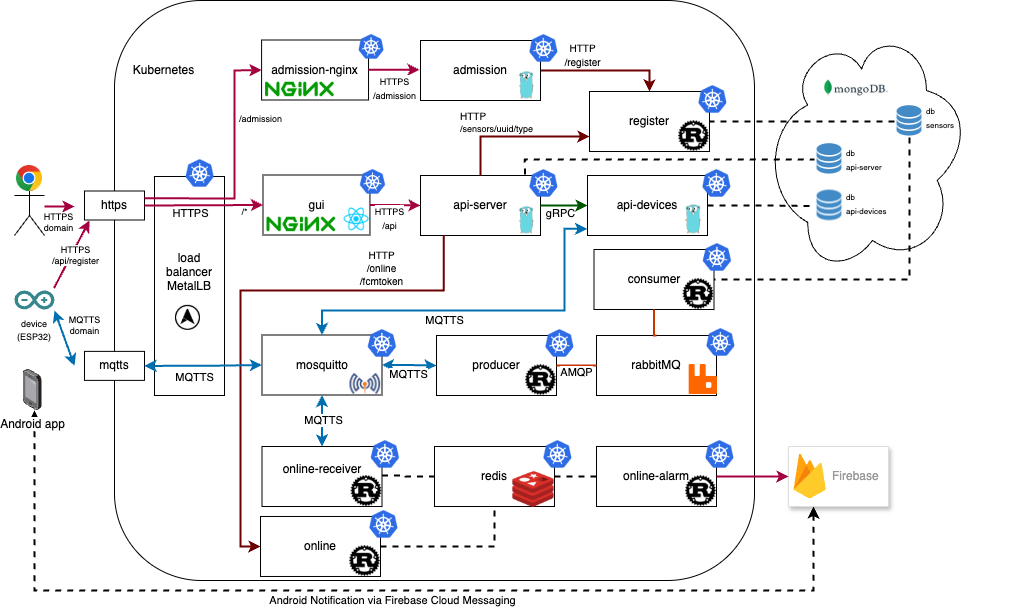 Kubernetes
admission-nginx
NGINX
HTTPS
/admission
admission
HTTP
/register
register
mongoDB.
db
sensors
db
api-server
db
api-devices
/admission
HTTP
/sensors/uuid/type
https
HTTPS
domain
HTTPS
/api/register
HTTPS
/*
gui
NGINX
HTTPS
/api
api-server
gRPC
api-devices
HTTP
/online
/fcmtoken
load
balancer
MetalLB
consumer
device
(ESP32)
MQTTS
domain
MQTTS
mqtts
MQTTS
mosquitto
MQTTS
producer
AMQP
rabbitMQ
Android app
MQTTS
online-receiver
redis
online-alarm
Firebase
online
Android Notification via Firebase Cloud Messaging